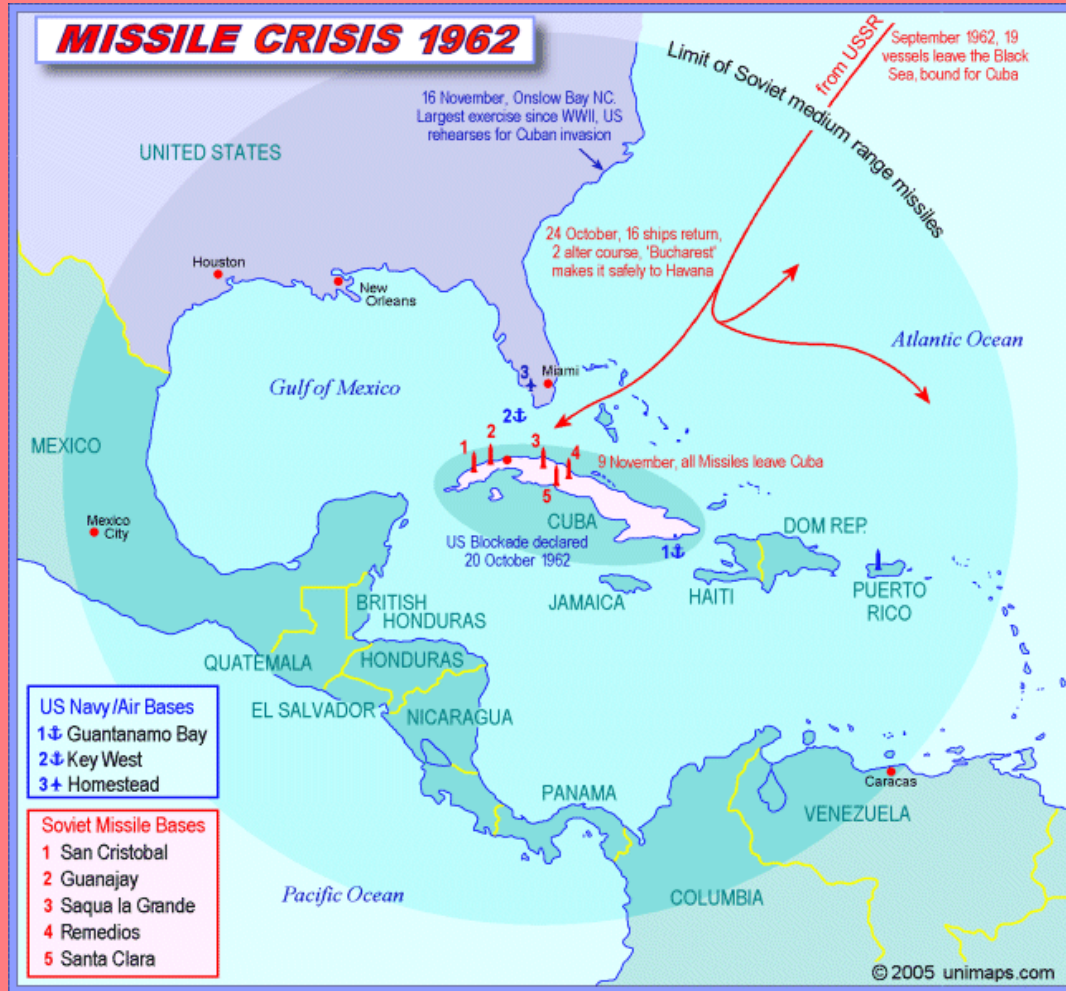 MISSILE CRISIS 1962
from USSR
September 1962, 19
vessels leave the Black
Sea, bound for Cuba
Limit of Soviet medium range missiles
16 November, Onslow Bay NC.
Largest exercise since WWII, US
rehearses for Cuban invasion
UNITED STATES
24 October, 16 ships return,
2 alter course, 'Bucharest'
makes it safely to Havana
Houston
New
Orleans
Atlantic Ocean
Gulf of Mexico
3
Miami
2
MEXICO
1
2
3
4
9 November, all Missiles leave Cuba
5
Mexico
City
CUBA
US Blockade declared
20 October 1962
1
DOM REP.
JAMAICA
HAITI
PUERTO
RICO
BRITISH
HONDURAS
QUATEMALA
HONDURAS
EL SALVADOR
NICARAGUA
US Navy/Air Bases
1 Guantanamo Bay
2 Key West
3 Homestead
PANAMA
Caracas
VENEZUELA
Soviet Missile Bases
1 San Cristobal
2 Guanajay
3 Saqua la Grande
4 Remedios
5 Santa Clara
Pacific Ocean
COLUMBIA
© 2005 unimaps.com